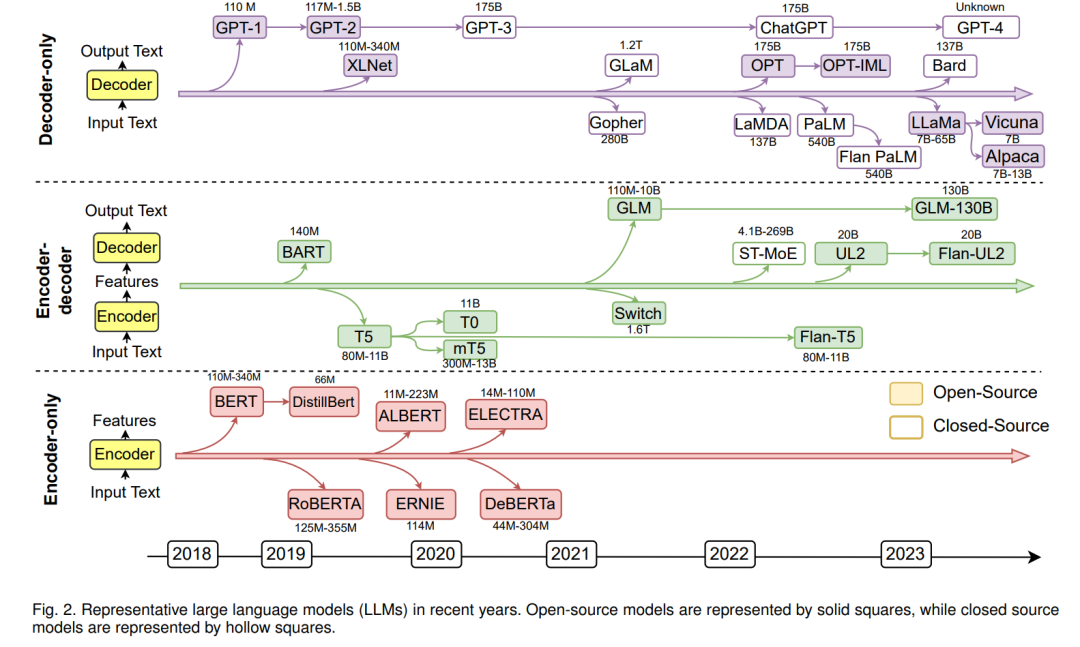 Decoder-only
Output Text
Decoder
Input Text
110 M
GPT-1
117M-1.5B
GPT-2
175B
GPT-3
175B
ChatGPT
Unknown
GPT-4
110M-340M
XLNet
1.2T
GLaM
175B
OPT
175B
OPT-IML
137B
Bard
Gopher
280B
LaMDA
137B
PaLM
540B
Flan PaLM
540B
LLaMa
7B-65B
Vicuna
7B
Alpaca
7B-13B
Encoder-
decoder
Output Text
Decoder
Features
Encoder
Input Text
110M-10B
GLM
130B
GLM-130B
140M
BART
4.1B-269B
ST-MoE
20B
UL2
20B
Flan-UL2
T5
80M-11B
11B
T0
mT5
300M-13B
Switch
1.6T
Flan-T5
80M-11B
Encoder-only
Features
Encoder
Input Text
110M-340M
BERT
66M
DistillBert
11M-223M
ALBERT
14M-110M
ELECTRA
RoBERTA
125M-355M
ERNIE
114M
DeBERTa
44M-304M
Open-Source
Closed-Source
2018
2019
2020
2021
2022
2023
Fig. 2. Representative large language models (LLMs) in recent years. Open-source models are represented by solid squares, while closed source
models are represented by hollow squares.